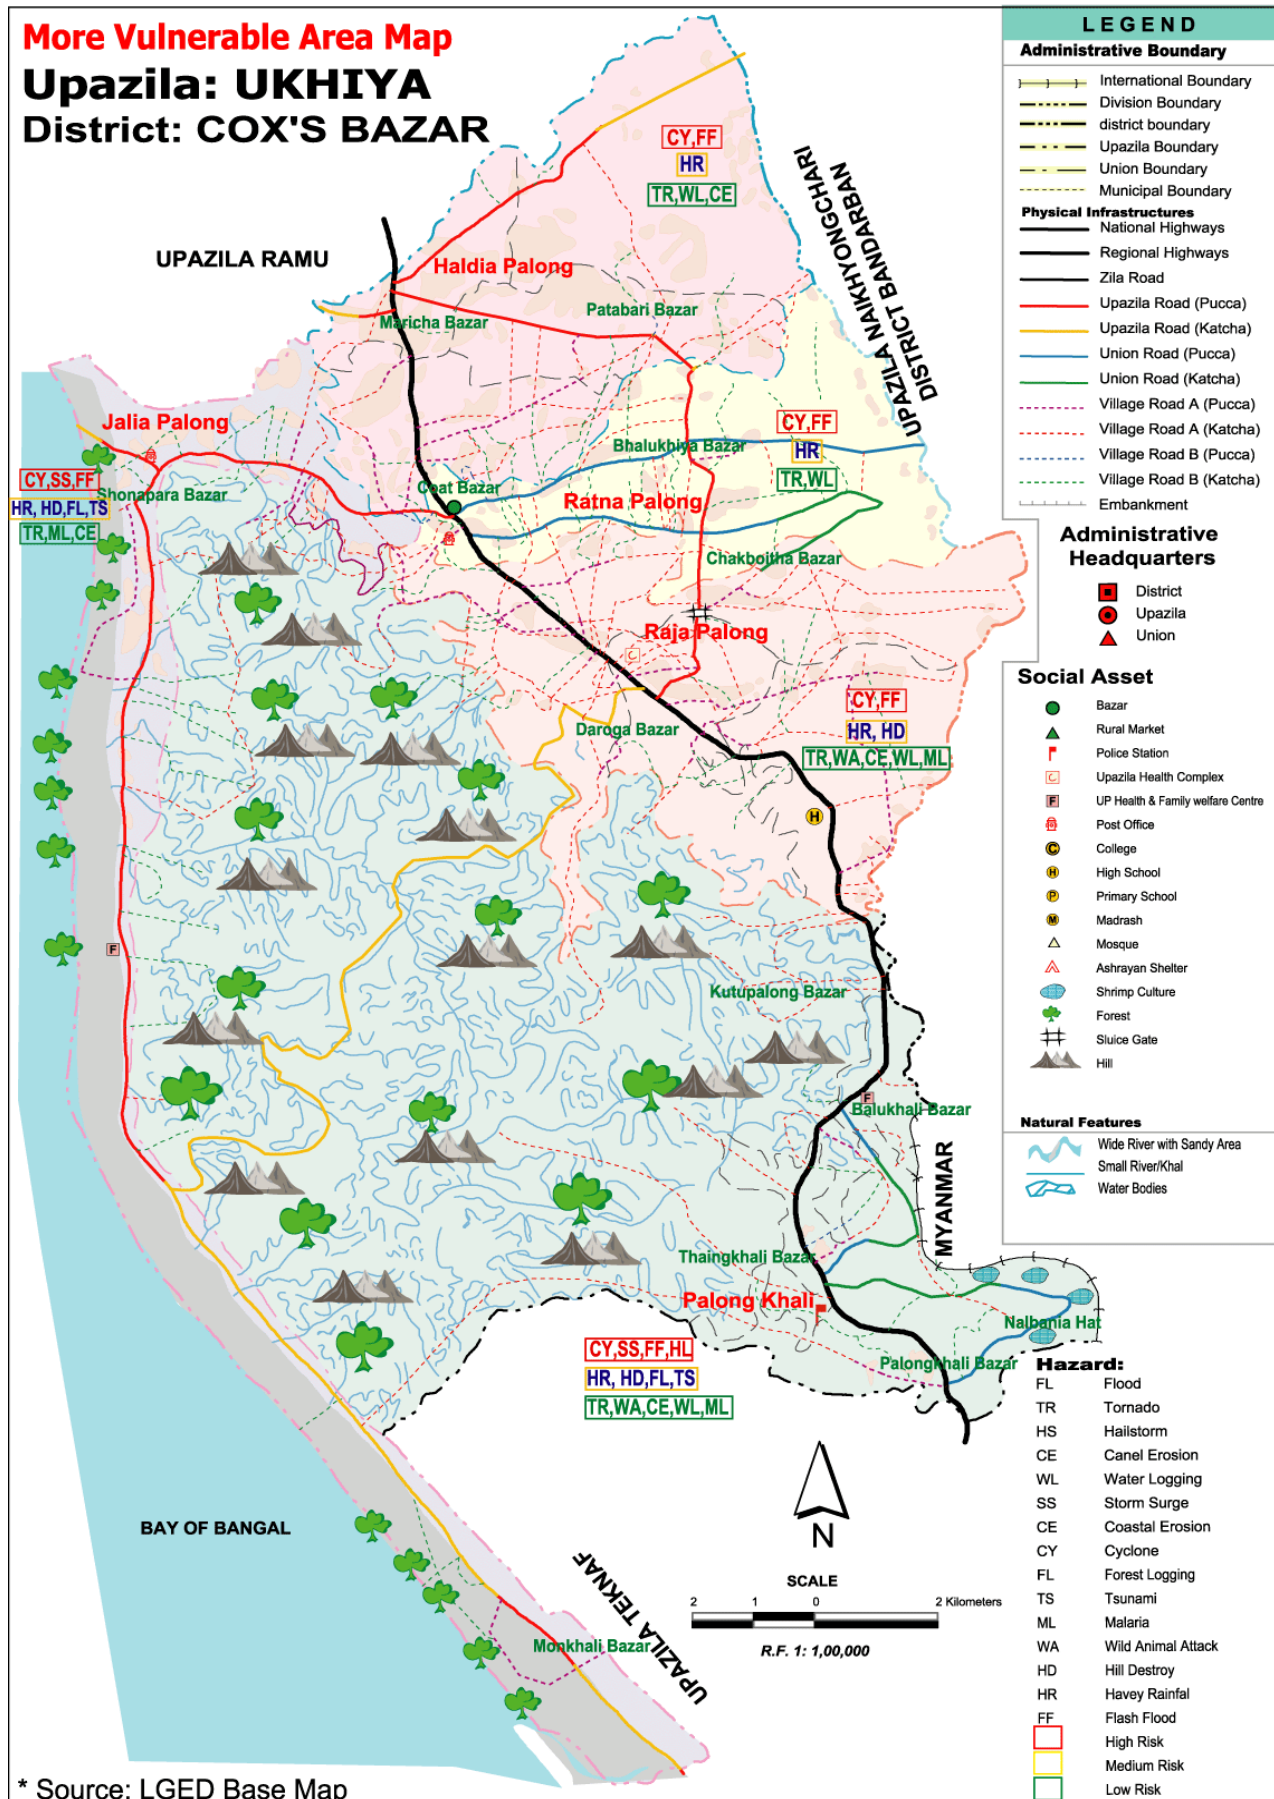 More Vulnerable Area Map
Upazila: UKHIYA
District: COX'S BAZAR
UPAZILA RAMU
CY,FF
HR
TR,WL,CE
UPAZILA NAIKHYONGCHARI
DISTRICT BANDARBAN
Haldia Palong
Maricha Bazar
Patabari Bazar
Jalia Palong
CY,SS,FF
HR, HD,FL,TS
TR,ML,CE
Shonapara Bazar
CY,FF
HR
TR,WL
Bhalukhiya Bazar
Coat Bazar
Ratna Palong
Chakboitha Bazar
Raja Palong
CY,FF
HR, HD
TR,WA,CE,WL,ML
Daroga Bazar
H
F
Kutupalong Bazar
F
Balukhali Bazar
MYANMAR
Thaingkhali Bazar
Palong Khali
Nalbania Hat
Palongkhali Bazar
CY,SS,FF,HL
HR, HD,FL,TS
TR,WA,CE,WL,ML
BAY OF BANGAL
UPAZILA TEKNAF
Monkhali Bazar
N
SCALE
2 1 0 2 Kilometers
R.F. 1: 1,00,000
* Source: LGED Base Map
LEGEND
Administrative Boundary
International Boundary
Division Boundary
district boundary
Upazila Boundary
Union Boundary
Municipal Boundary
Physical Infrastructures
National Highways
Regional Highways
Zila Road
Upazila Road (Pucca)
Upazila Road (Katcha)
Union Road (Pucca)
Union Road (Katcha)
Village Road A (Pucca)
Village Road A (Katcha)
Village Road B (Pucca)
Village Road B (Katcha)
Embankment
Administrative
Headquarters
District
Upazila
Union
Social Asset
Bazar
Rural Market
Police Station
C Upazila Health Complex
F UP Health & Family welfare Centre
Post Office
C College
H High School
P Primary School
M Madrash
Mosque
Ashrayan Shelter
Shrimp Culture
Forest
Sluice Gate
Hill
Natural Features
Wide River with Sandy Area
Small River/Khal
Water Bodies
Hazard:
FL Flood
TR Tornado
HS Hailstorm
CE Canel Erosion
WL Water Logging
SS Storm Surge
CE Coastal Erosion
CY Cyclone
FL Forest Logging
TS Tsunami
ML Malaria
WA Wild Animal Attack
HD Hill Destroy
HR Havey Rainfal
FF Flash Flood
High Risk
Medium Risk
Low Risk